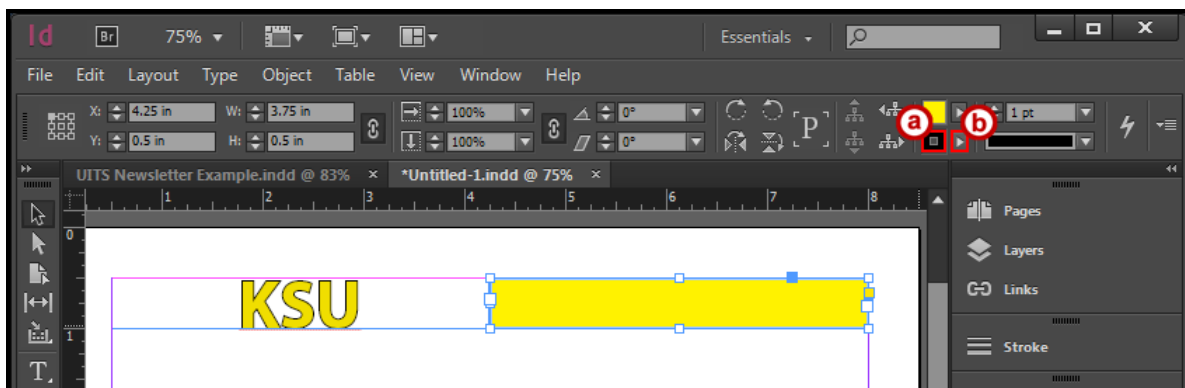 Id Br 75% Essentials
File Edit Layout Type Object Table View Window Help
X: 4.25 in W: 3.75 in 100% 0° 1 pt
a b
P
Y: 0.5 in H: 0.5 in 100% 0°
UITS Newsletter Example.indd @ 83% × *Untitled-1.indd @ 75% ×
1 2 3 4 5 6 7 8
Pages
0
Layers
KSU
Links
1
Stroke
T